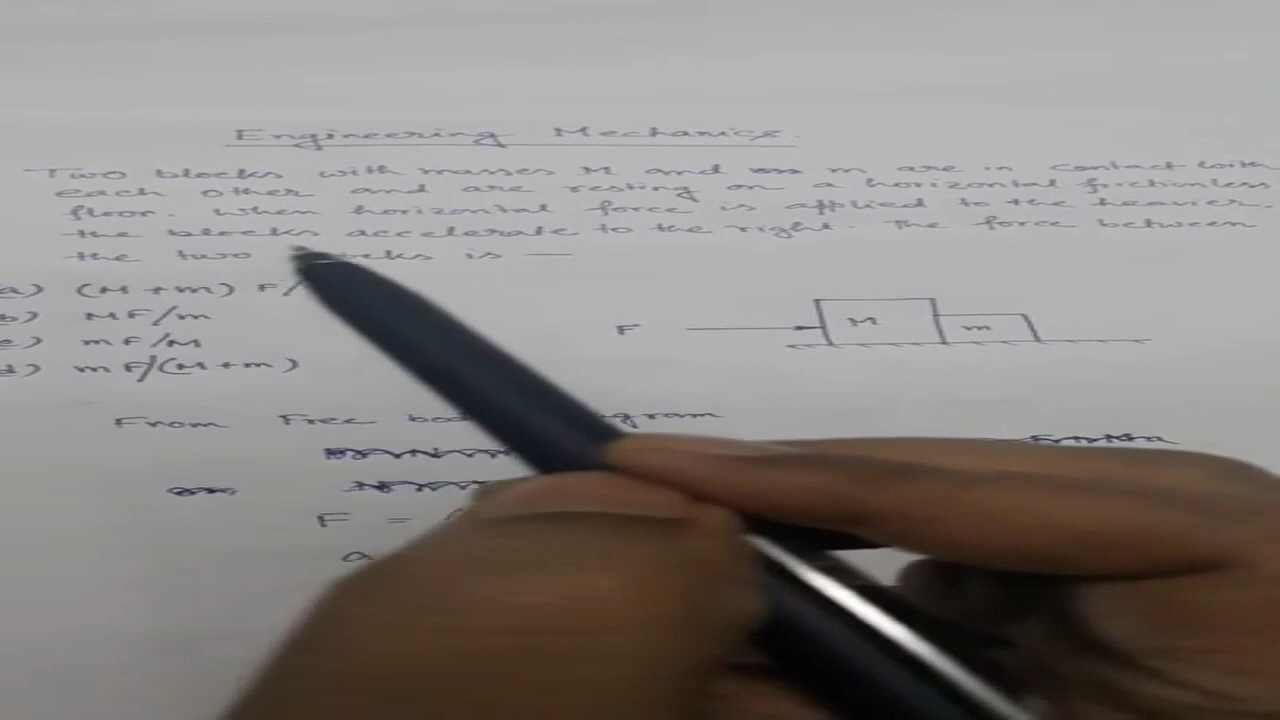 Engineering Mechanics.
Two blocks with masses M and m are in contact with
each other and are resting on a horizontal frictionless
floor. When horizontal force is applied to the heavier.
the blocks accelerate to the right. The force between
the two is —
a) (M+m) F/
b) MF/m
c) mF/M
d) mF/(M+m)
F M m
From Free
F =
a